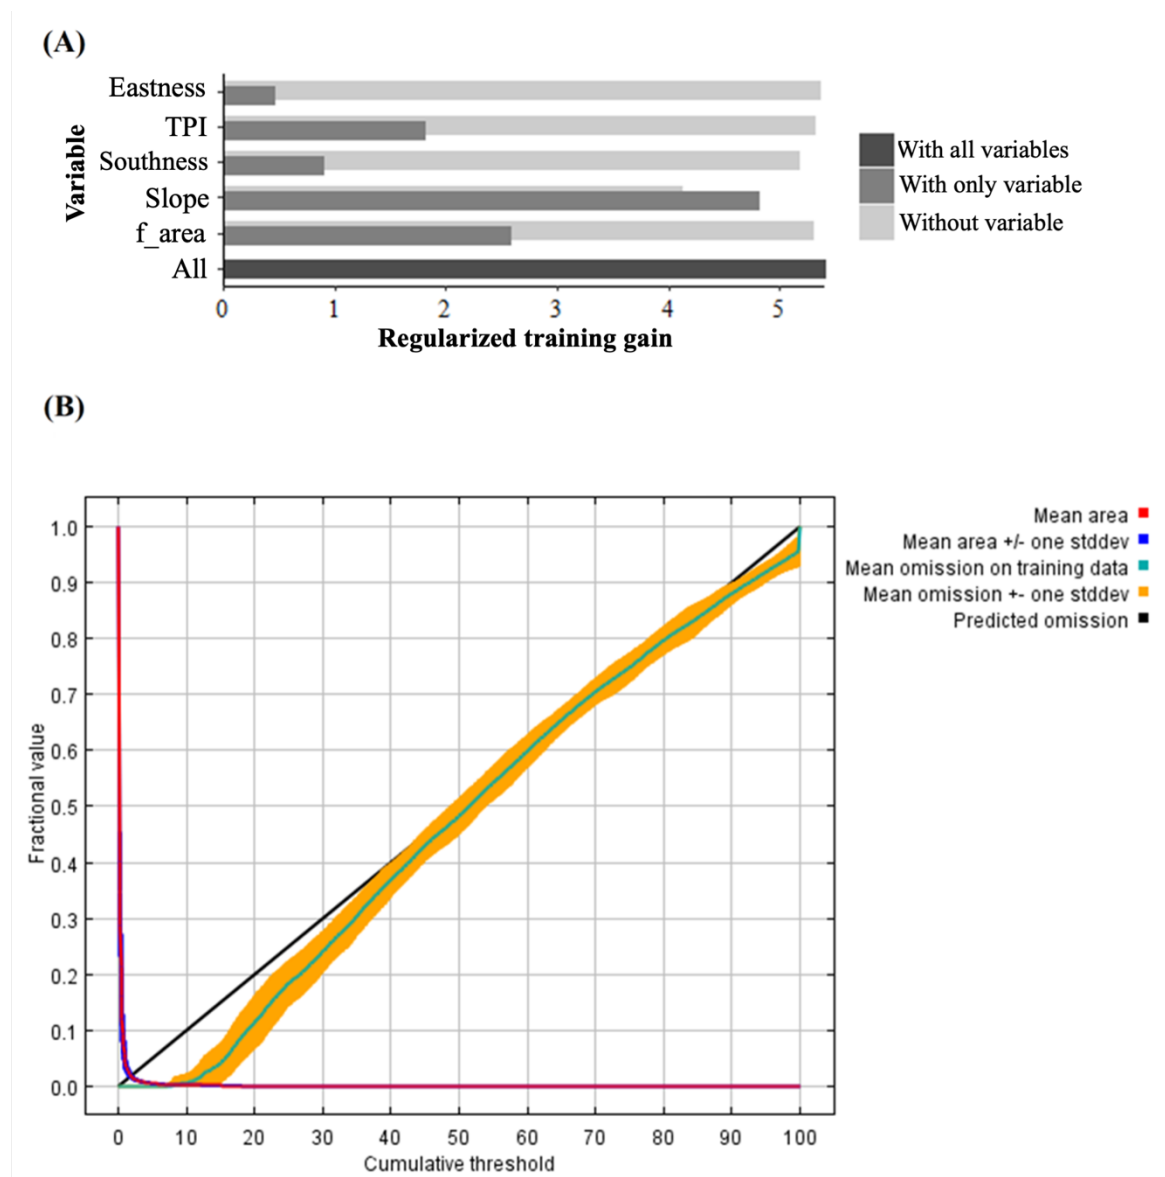 (A)
Variable
Eastness
TPI
Southness
Slope
f_area
All
0 1 2 3 4 5
Regularized training gain
With all variables
With only variable
Without variable
(B)
Fractional value
1.0
0.9
0.8
0.7
0.6
0.5
0.4
0.3
0.2
0.1
0.0
0 10 20 30 40 50 60 70 80 90 100
Cumulative threshold
Mean area
Mean area +/- one stddev
Mean omission on training data
Mean omission +- one stddev
Predicted omission